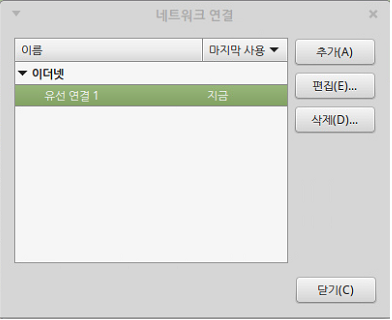 네트워크 연결
이름 마지막 사용
추가(A)
이더넷
유선 연결 1 지금
편집(E)...
삭제(D)...
닫기(C)